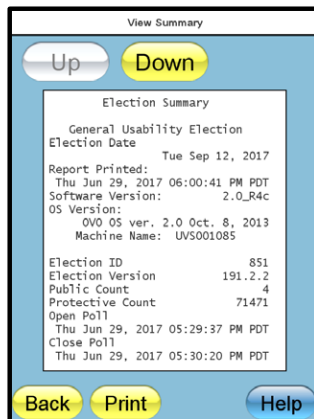 View Summary
Up Down
Election Summary
General Usability Election
Election Date
Tue Sep 12, 2017
Report Printed:
Thu Jun 29, 2017 06:00:41 PM PDT
Software Version: 2.0_R4c
OS Version:
OVO OS ver. 2.0 Oct. 8, 2013
Machine Name: UVS001085
Election ID 851
Election Version 191.2.2
Public Count 4
Protective Count 71471
Open Poll
Thu Jun 29, 2017 05:29:37 PM PDT
Close Poll
Thu Jun 29, 2017 05:30:20 PM PDT
Back Print Help